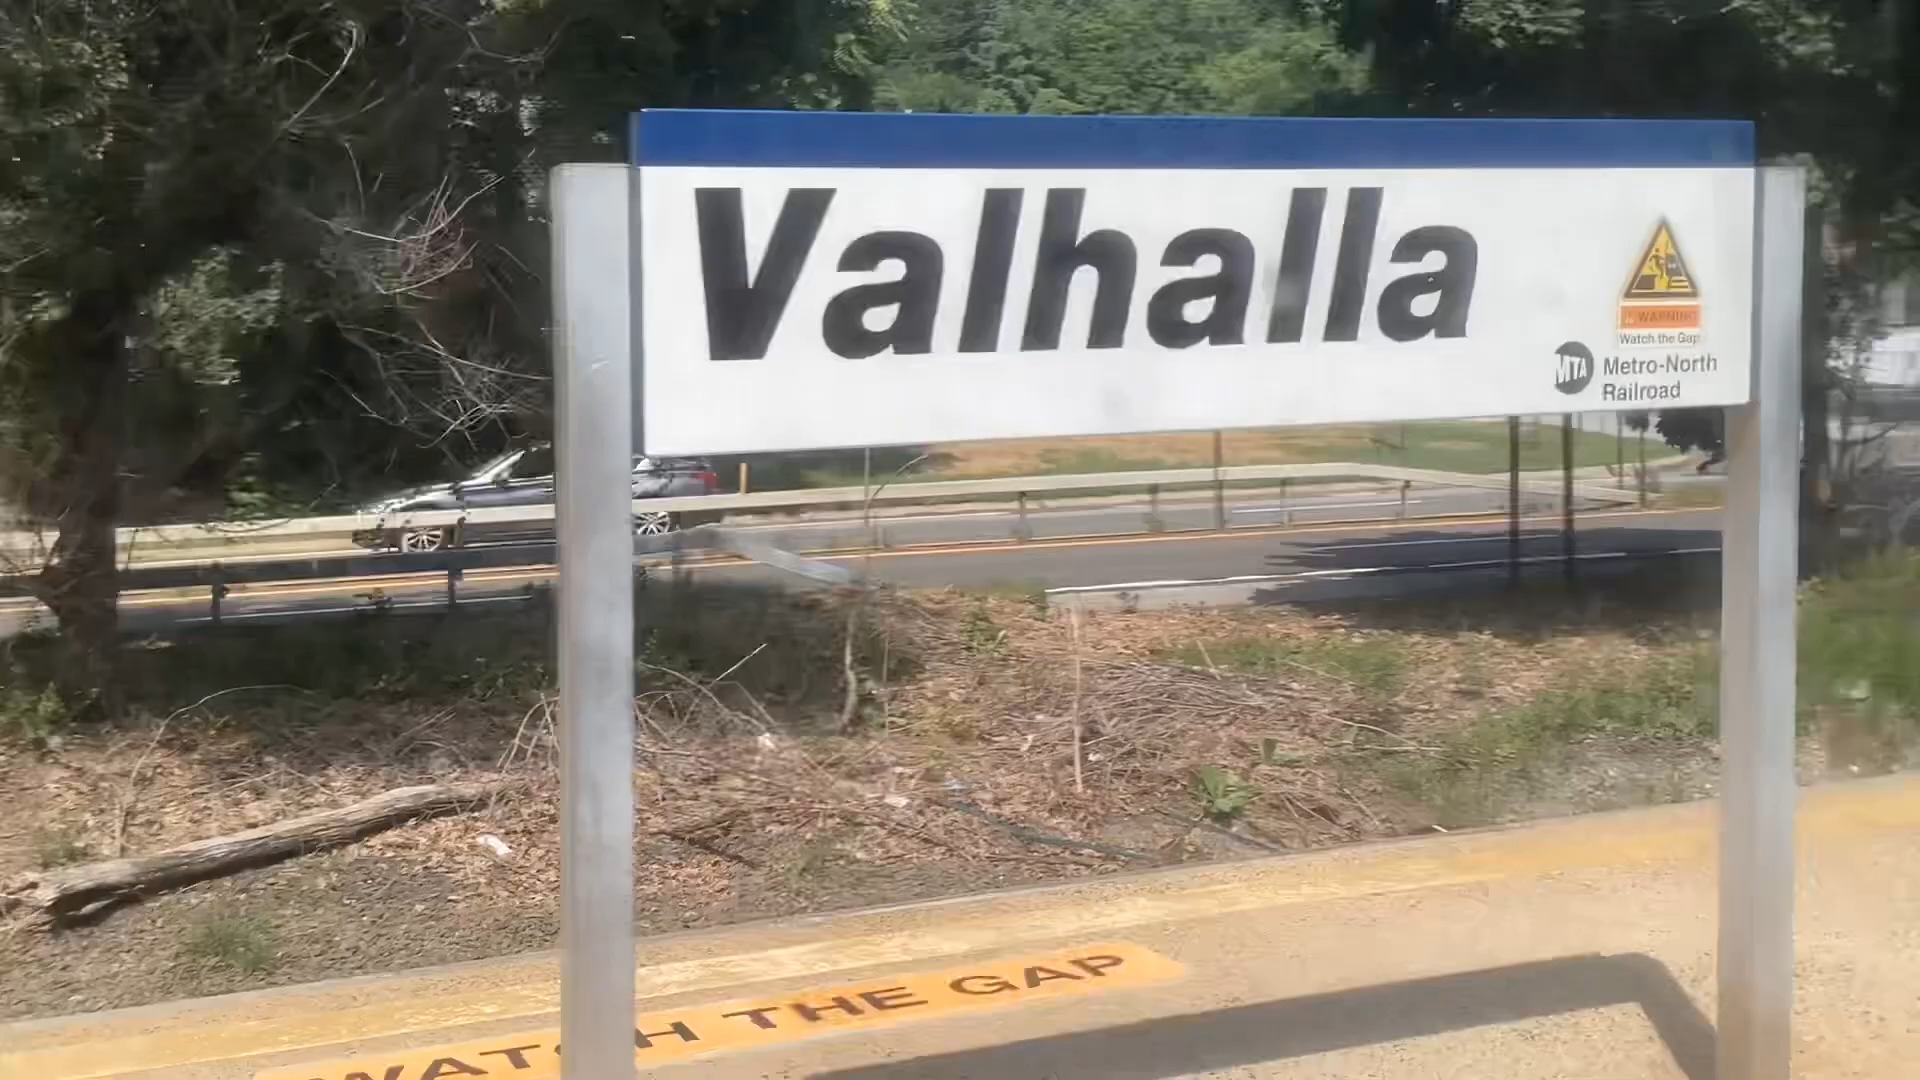 Valhalla
WARNING
Watch the Gap
MTA
Metro-North
Railroad
WATCH THE GAP